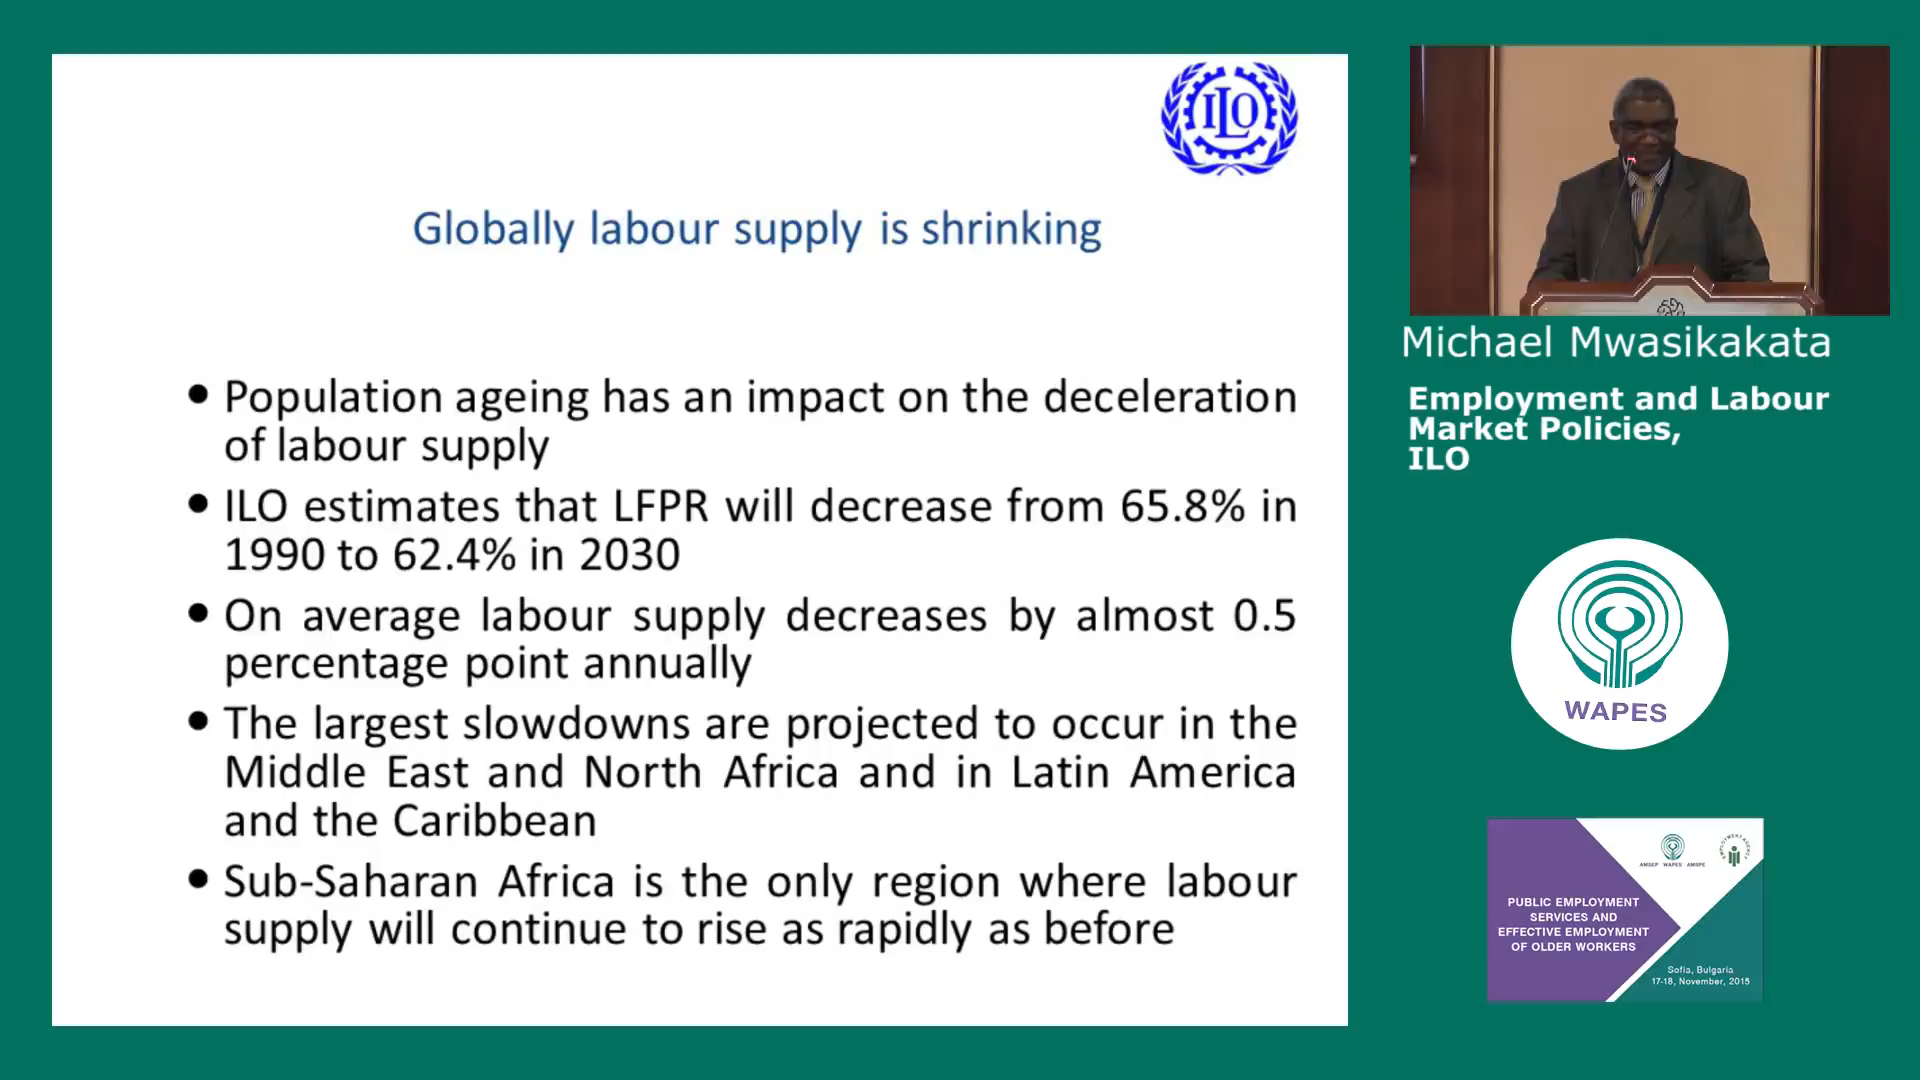 ILO
Globally labour supply is shrinking
• Population ageing has an impact on the deceleration
of labour supply
• ILO estimates that LFPR will decrease from 65.8% in
1990 to 62.4% in 2030
• On average labour supply decreases by almost 0.5
percentage point annually
• The largest slowdowns are projected to occur in the
Middle East and North Africa and in Latin America
and the Caribbean
• Sub-Saharan Africa is the only region where labour
supply will continue to rise as rapidly as before
Michael Mwasikakata
Employment and Labour
Market Policies,
ILO
WAPES
AMSEP WAPES AMSPE
EMPLOYMENT AGENCY
PUBLIC EMPLOYMENT
SERVICES AND
EFFECTIVE EMPLOYMENT
OF OLDER WORKERS
Sofia, Bulgaria
17-18, November, 2015